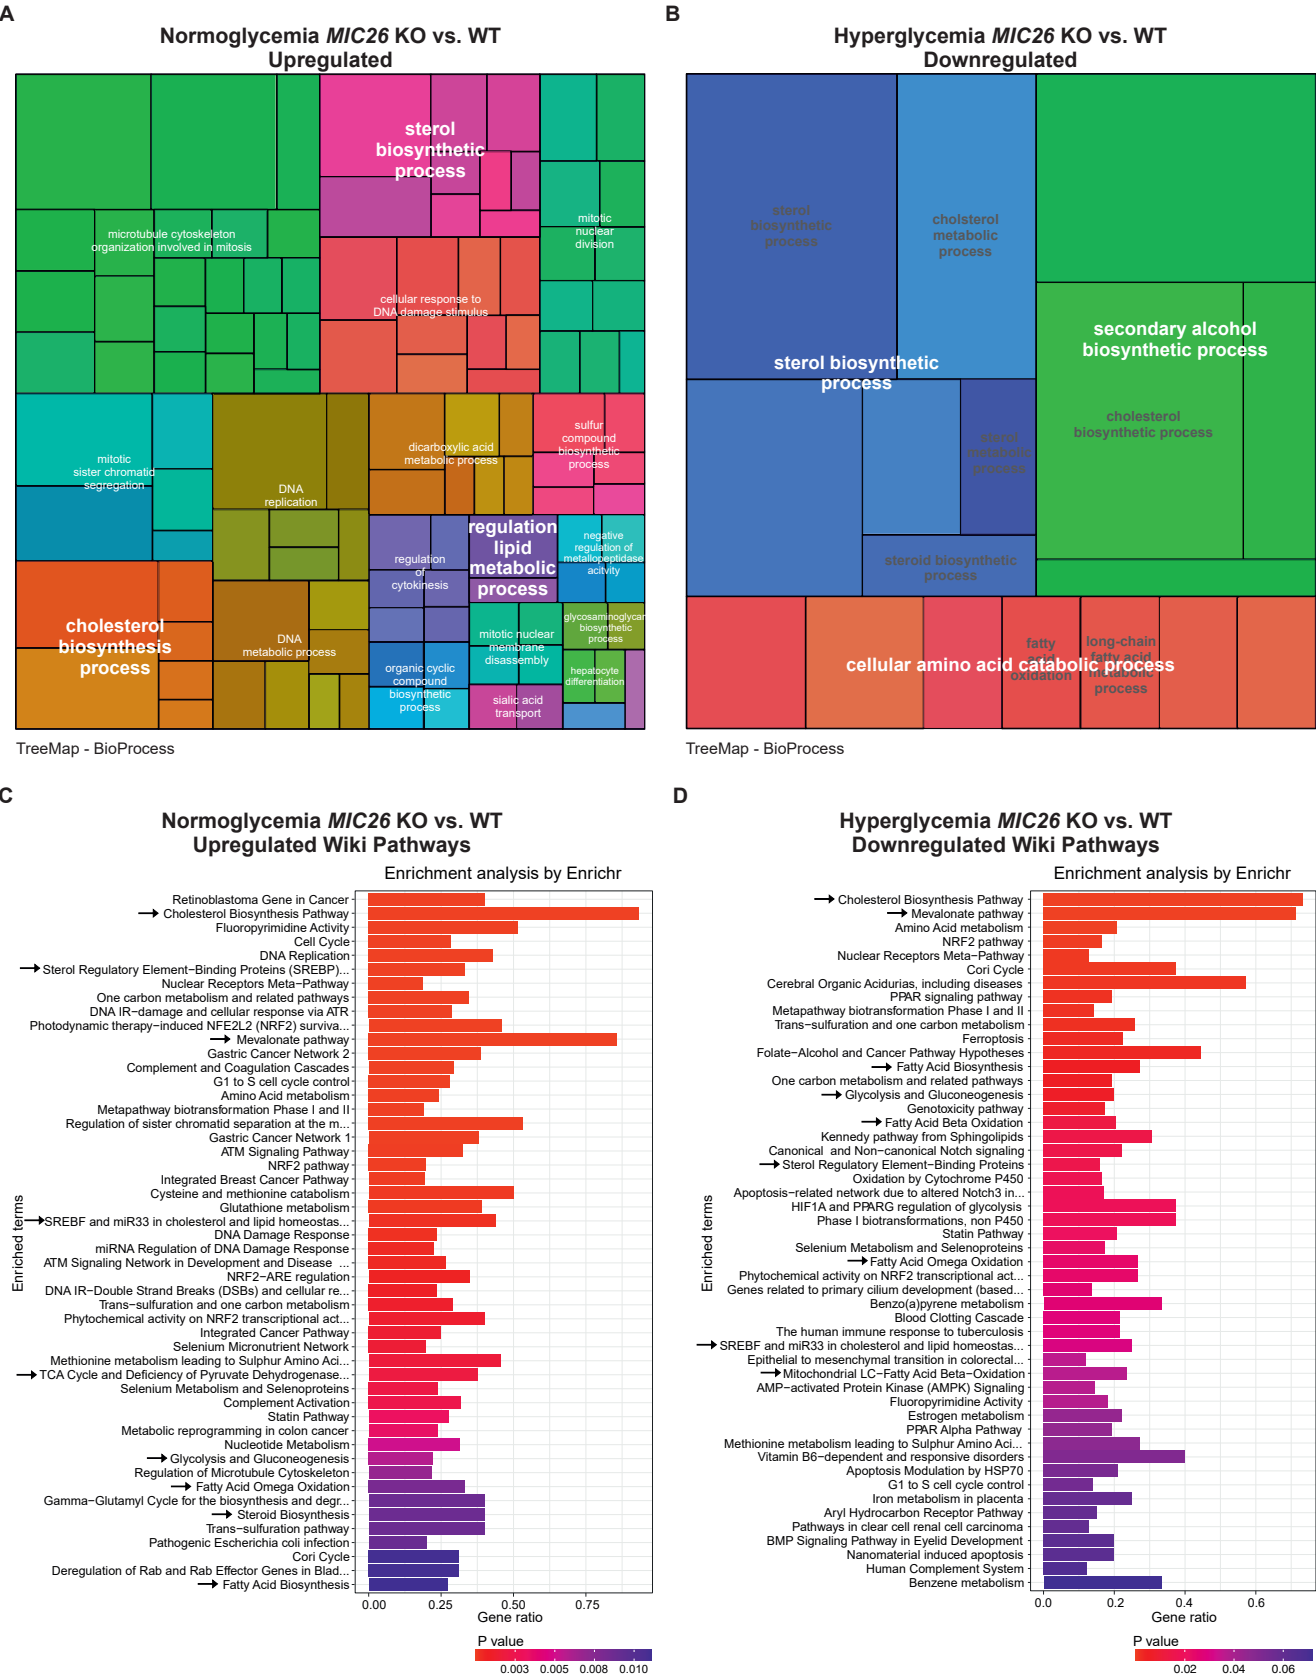 A
Normoglycemia MIC26 KO vs. WT
Upregulated
sterol
biosynthetic
process
microtubule cytoskeleton
organization involved in mitosis
mitotic
nuclear
division
cellular response to
DNA damage stimulus
mitotic
sister chromatid
segregation
DNA
replication
dicarboxylic acid
metabolic process
sulfur
compound
biosynthetic
process
regulation
of
cytokinesis
regulation
lipid
metabolic
process
negative
regulation of
metallopeptidase
acitvity
cholesterol
biosynthesis
process
DNA
metabolic process
organic cyclic
compound
biosynthetic
process
mitotic nuclear
membrane
disassembly
glycosaminoglycan
biosynthetic
process
hepatocyte
differentiation
sialic acid
transport
TreeMap - BioProcess
B
Hyperglycemia MIC26 KO vs. WT
Downregulated
sterol
biosynthetic
process
cholsterol
metabolic
process
sterol biosynthetic
process
secondary alcohol
biosynthetic process
cholesterol
biosynthetic process
sterol
metabolic
process
steroid biosynthetic
process
cellular amino acid catabolic process
fatty
acid
oxidation
long-chain
fatty acid
metabolic
process
TreeMap - BioProcess
C
Normoglycemia MIC26 KO vs. WT
Upregulated Wiki Pathways
Enrichment analysis by Enrichr
Enriched terms
Retinoblastoma Gene in Cancer
Cholesterol Biosynthesis Pathway
Fluoropyrimidine Activity
Cell Cycle
DNA Replication
Sterol Regulatory Element−Binding Proteins (SREBP)...
Nuclear Receptors Meta−Pathway
One carbon metabolism and related pathways
DNA IR−damage and cellular response via ATR
Photodynamic therapy−induced NFE2L2 (NRF2) surviva...
Mevalonate pathway
Gastric Cancer Network 2
Complement and Coagulation Cascades
G1 to S cell cycle control
Amino Acid metabolism
Metapathway biotransformation Phase I and II
Regulation of sister chromatid separation at the m...
Gastric Cancer Network 1
ATM Signaling Pathway
NRF2 pathway
Integrated Breast Cancer Pathway
Cysteine and methionine catabolism
Glutathione metabolism
SREBF and miR33 in cholesterol and lipid homeostas...
DNA Damage Response
miRNA Regulation of DNA Damage Response
ATM Signaling Network in Development and Disease ...
NRF2−ARE regulation
DNA IR−Double Strand Breaks (DSBs) and cellular re...
Trans−sulfuration and one carbon metabolism
Phytochemical activity on NRF2 transcriptional act...
Integrated Cancer Pathway
Selenium Micronutrient Network
Methionine metabolism leading to Sulphur Amino Aci...
TCA Cycle and Deficiency of Pyruvate Dehydrogenase...
Selenium Metabolism and Selenoproteins
Complement Activation
Statin Pathway
Metabolic reprogramming in colon cancer
Nucleotide Metabolism
Glycolysis and Gluconeogenesis
Regulation of Microtubule Cytoskeleton
Fatty Acid Omega Oxidation
Gamma−Glutamyl Cycle for the biosynthesis and degr...
Steroid Biosynthesis
Trans−sulfuration pathway
Pathogenic Escherichia coli infection
Cori Cycle
Deregulation of Rab and Rab Effector Genes in Blad...
Fatty Acid Biosynthesis
0.00 0.25 0.50 0.75
Gene ratio
P value
0.003 0.005 0.008 0.010
D
Hyperglycemia MIC26 KO vs. WT
Downregulated Wiki Pathways
Enrichment analysis by Enrichr
Enriched terms
Cholesterol Biosynthesis Pathway
Mevalonate pathway
Amino Acid metabolism
NRF2 pathway
Nuclear Receptors Meta−Pathway
Cori Cycle
Cerebral Organic Acidurias, including diseases
PPAR signaling pathway
Metapathway biotransformation Phase I and II
Trans−sulfuration and one carbon metabolism
Ferroptosis
Folate−Alcohol and Cancer Pathway Hypotheses
Fatty Acid Biosynthesis
One carbon metabolism and related pathways
Glycolysis and Gluconeogenesis
Genotoxicity pathway
Fatty Acid Beta Oxidation
Kennedy pathway from Sphingolipids
Canonical and Non−canonical Notch signaling
Sterol Regulatory Element−Binding Proteins
Oxidation by Cytochrome P450
Apoptosis−related network due to altered Notch3 in...
HIF1A and PPARG regulation of glycolysis
Phase I biotransformations, non P450
Statin Pathway
Selenium Metabolism and Selenoproteins
Fatty Acid Omega Oxidation
Phytochemical activity on NRF2 transcriptional act...
Genes related to primary cilium development (based...
Benzo(a)pyrene metabolism
Blood Clotting Cascade
The human immune response to tuberculosis
SREBF and miR33 in cholesterol and lipid homeostas...
Epithelial to mesenchymal transition in colorectal...
Mitochondrial LC−Fatty Acid Beta−Oxidation
AMP−activated Protein Kinase (AMPK) Signaling
Fluoropyrimidine Activity
Estrogen metabolism
PPAR Alpha Pathway
Methionine metabolism leading to Sulphur Amino Aci...
Vitamin B6−dependent and responsive disorders
Apoptosis Modulation by HSP70
G1 to S cell cycle control
Iron metabolism in placenta
Aryl Hydrocarbon Receptor Pathway
Pathways in clear cell renal cell carcinoma
BMP Signaling Pathway in Eyelid Development
Nanomaterial induced apoptosis
Human Complement System
Benzene metabolism
0.0 0.2 0.4 0.6
Gene ratio
P value
0.02 0.04 0.06